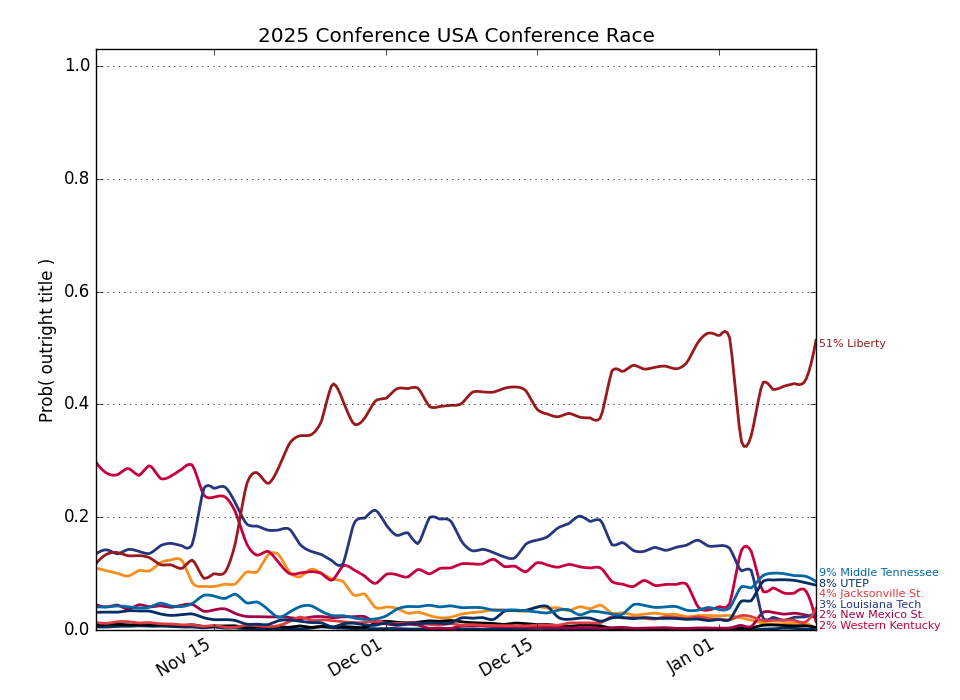 2025 Conference USA Conference Race
Prob( outright title )
1.0
0.8
0.6
0.4
0.2
0.0
Nov 15
Dec 01
Dec 15
Jan 01
51% Liberty
9% Middle Tennessee
8% UTEP
4% Jacksonville St.
3% Louisiana Tech
2% New Mexico St.
2% Western Kentucky